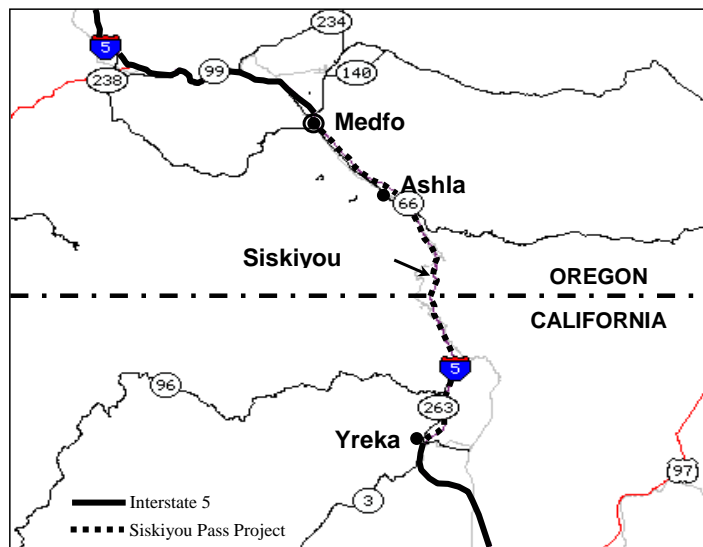 234
5
99
140
238
Medfo
Ashla
66
Siskiyou
OREGON
CALIFORNIA
5
96
263
Yreka
97
3
Interstate 5
Siskiyou Pass Project